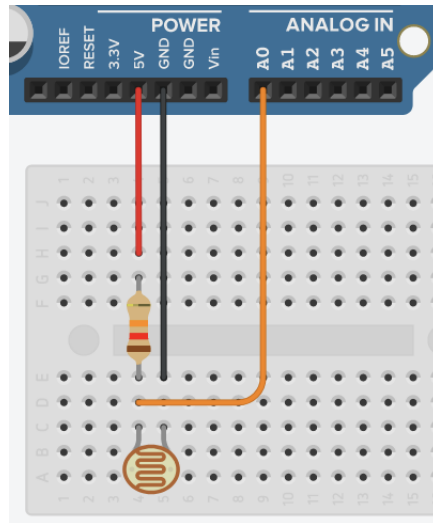 POWER ANALOG IN
IOREF RESET 3.3V 5V GND GND Vin A0 A1 A2 A3 A4 A5
1 2 3 4 5 6 7 8 9 10 11 12 13 14 15
J
I
H
G
F
E
D
C
B
A
1 2 3 4 5 6 7 8 9 10 11 12 13 14 15